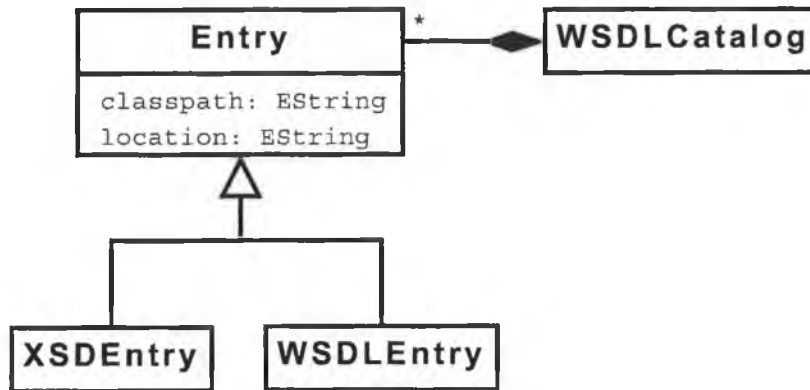 Entry
*
WSDLCatalog
classpath: EString
location: EString
XSDEntry
WSDLEntry